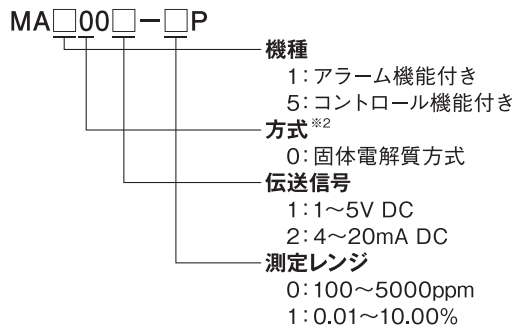 MA□00□－□P
機種
1：アラーム機能付き
5：コントロール機能付き
方式※2
0：固体電解質方式
伝送信号
1：1～5V DC
2：4～20mA DC
測定レンジ
0：100～5000ppm
1：0.01～10.00%